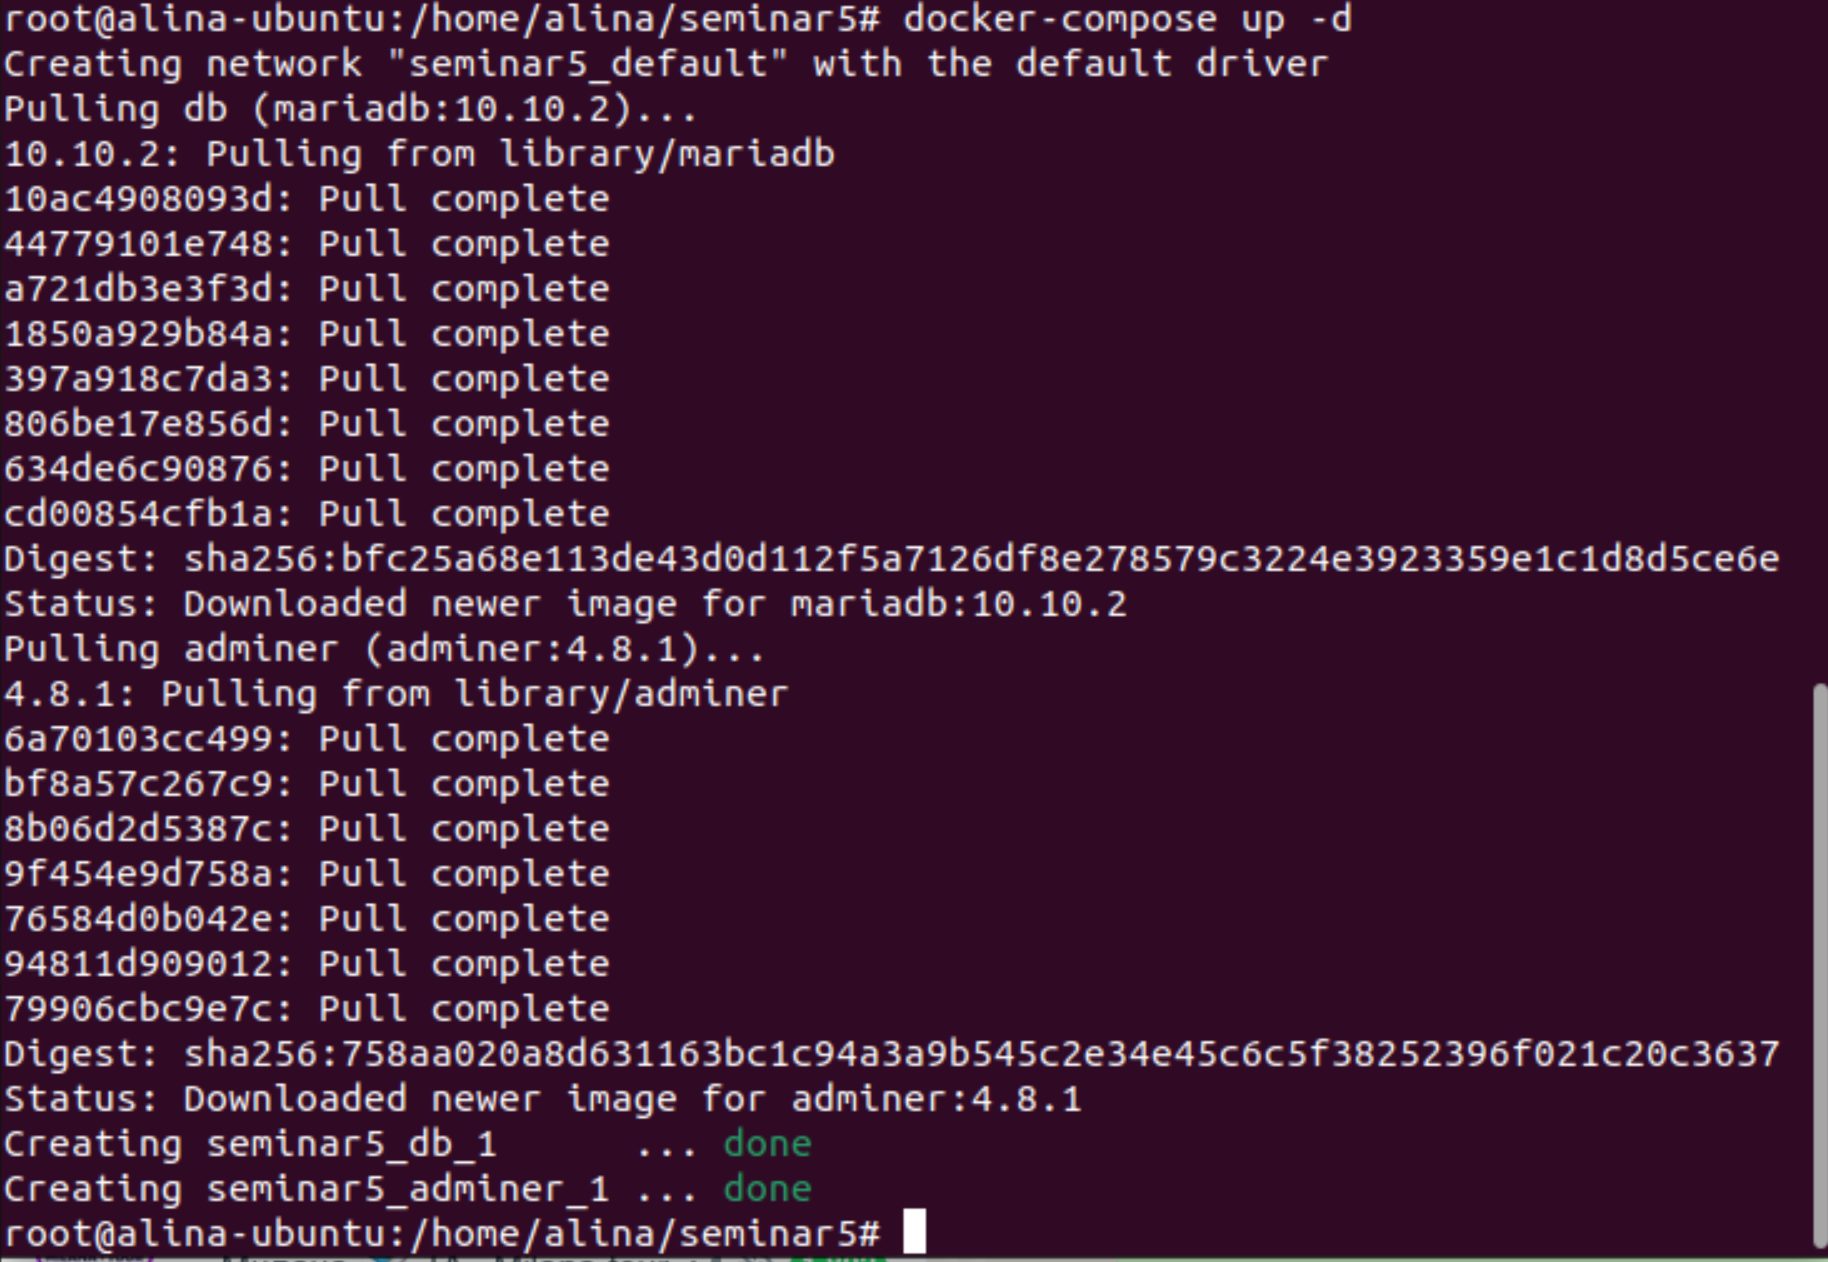 root@alina-ubuntu:/home/alina/seminar5# docker-compose up -d
Creating network "seminar5_default" with the default driver
Pulling db (mariadb:10.10.2)...
10.10.2: Pulling from library/mariadb
10ac4908093d: Pull complete
44779101e748: Pull complete
a721db3e3f3d: Pull complete
1850a929b84a: Pull complete
397a918c7da3: Pull complete
806be17e856d: Pull complete
634de6c90876: Pull complete
cd00854cfb1a: Pull complete
Digest: sha256:bfc25a68e113de43d0d112f5a7126df8e278579c3224e3923359e1c1d8d5ce6e
Status: Downloaded newer image for mariadb:10.10.2
Pulling adminer (adminer:4.8.1)...
4.8.1: Pulling from library/adminer
6a70103cc499: Pull complete
bf8a57c267c9: Pull complete
8b06d2d5387c: Pull complete
9f454e9d758a: Pull complete
76584d0b042e: Pull complete
94811d909012: Pull complete
79906cbc9e7c: Pull complete
Digest: sha256:758aa020a8d631163bc1c94a3a9b545c2e34e45c6c5f38252396f021c20c3637
Status: Downloaded newer image for adminer:4.8.1
Creating seminar5_db_1      ... done
Creating seminar5_adminer_1 ... done
root@alina-ubuntu:/home/alina/seminar5#